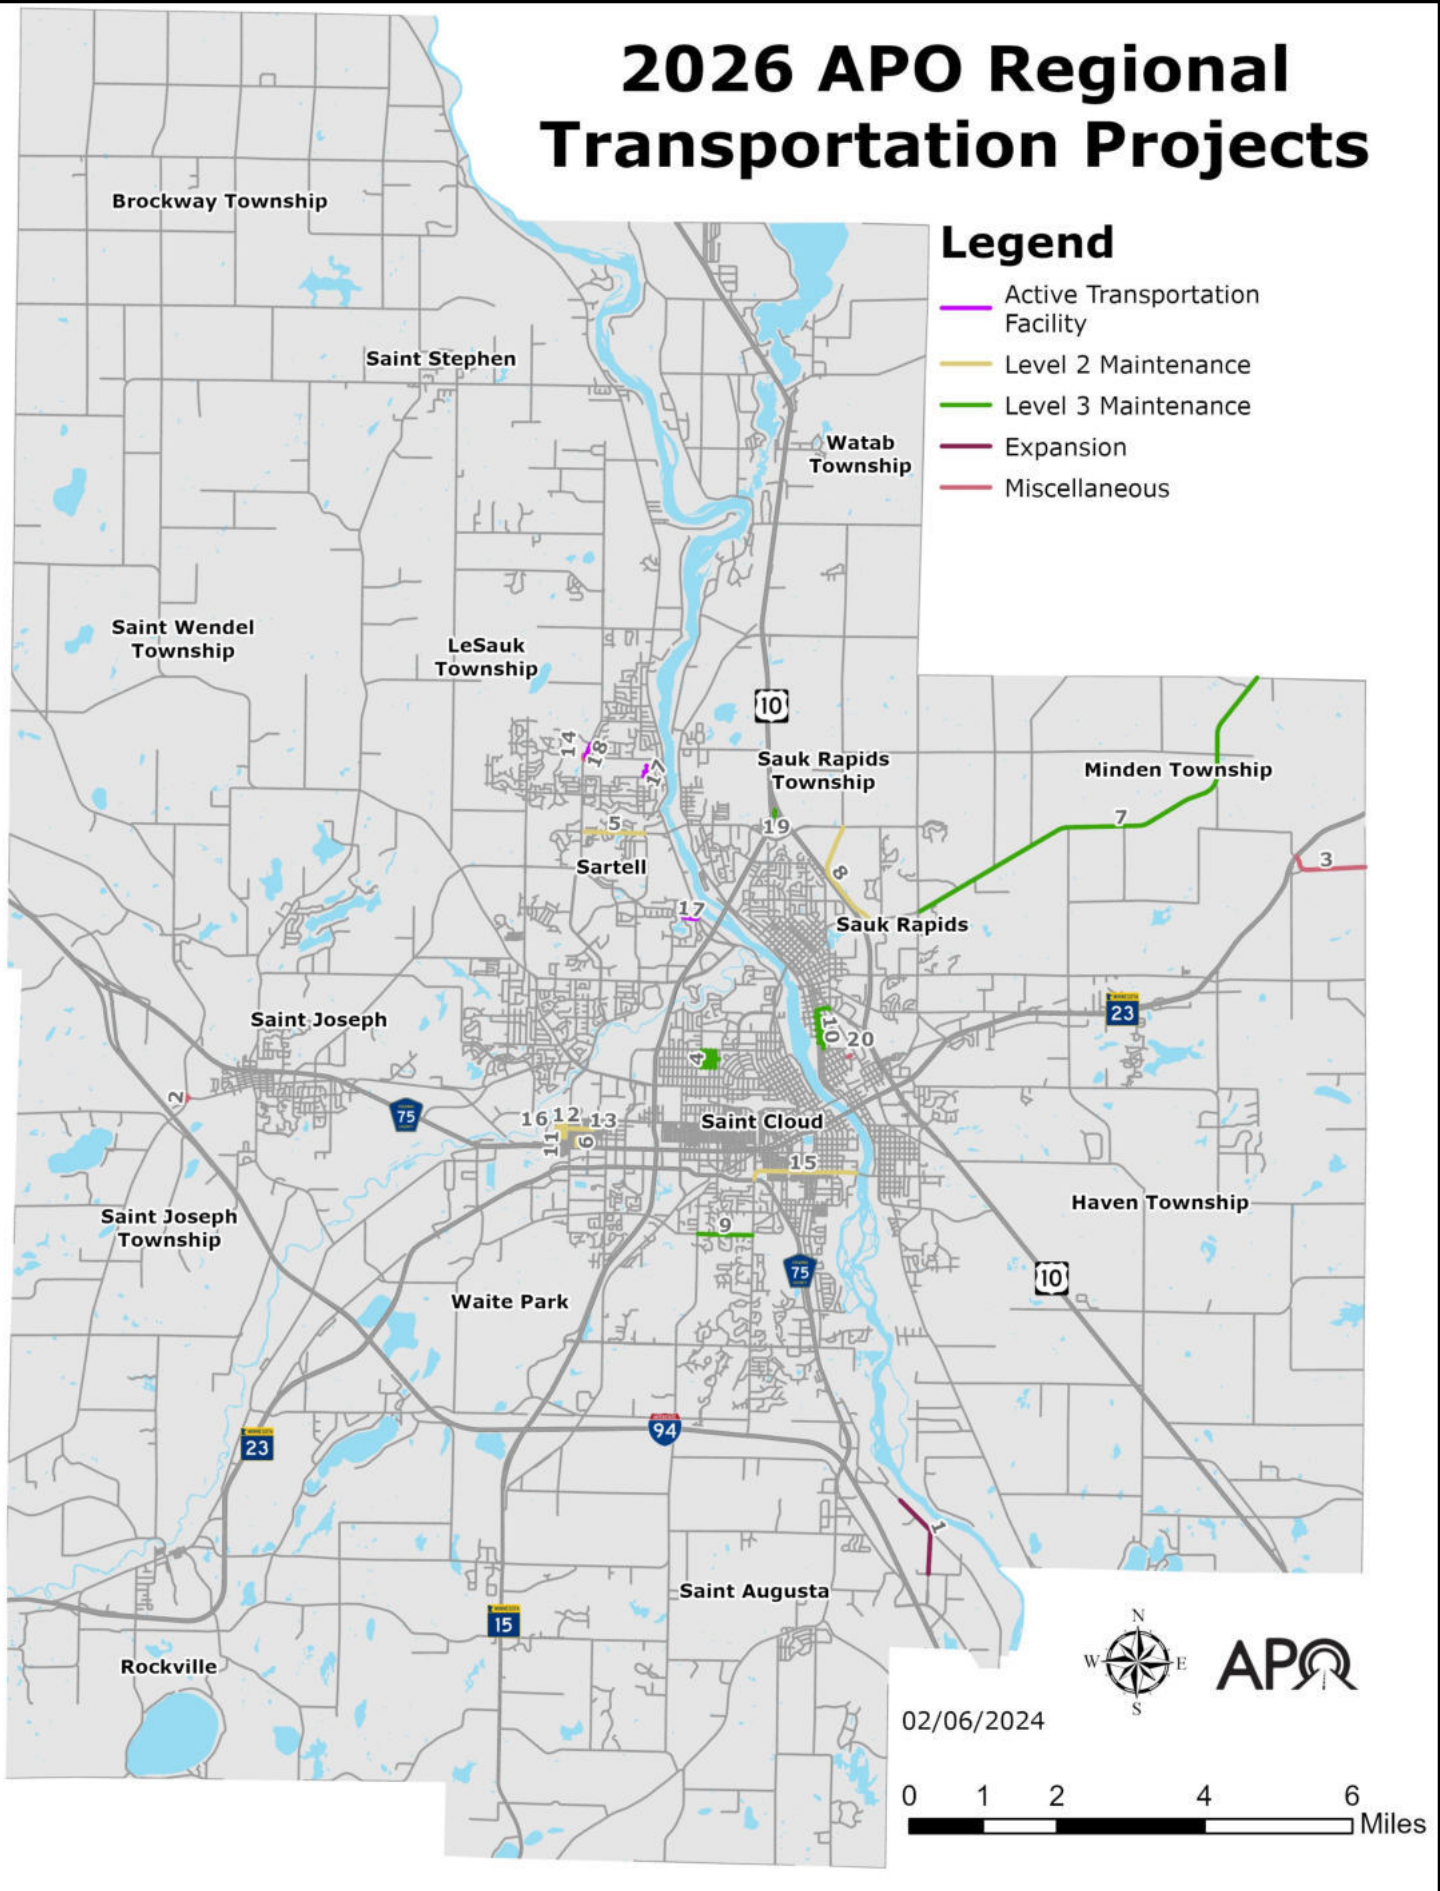 2026 APO Regional
Transportation Projects
Legend
Active Transportation
Facility
Level 2 Maintenance
Level 3 Maintenance
Expansion
Miscellaneous
Brockway Township
Saint Stephen
Watab
Township
Saint Wendel
Township
LeSauk
Township
10
14
18
17
Sauk Rapids
Township
Minden Township
7
5
19
3
Sartell
8
17
Sauk Rapids
MINNESOTA
23
Saint Joseph
10
20
4
2
75
16
12
13
11
6
Saint Cloud
15
Saint Joseph
Township
Haven Township
9
75
10
Waite Park
MINNESOTA
23
94
1
Saint Augusta
MINNESOTA
15
Rockville
N
W
E
S
APO
02/06/2024
0 1 2 4 6
Miles